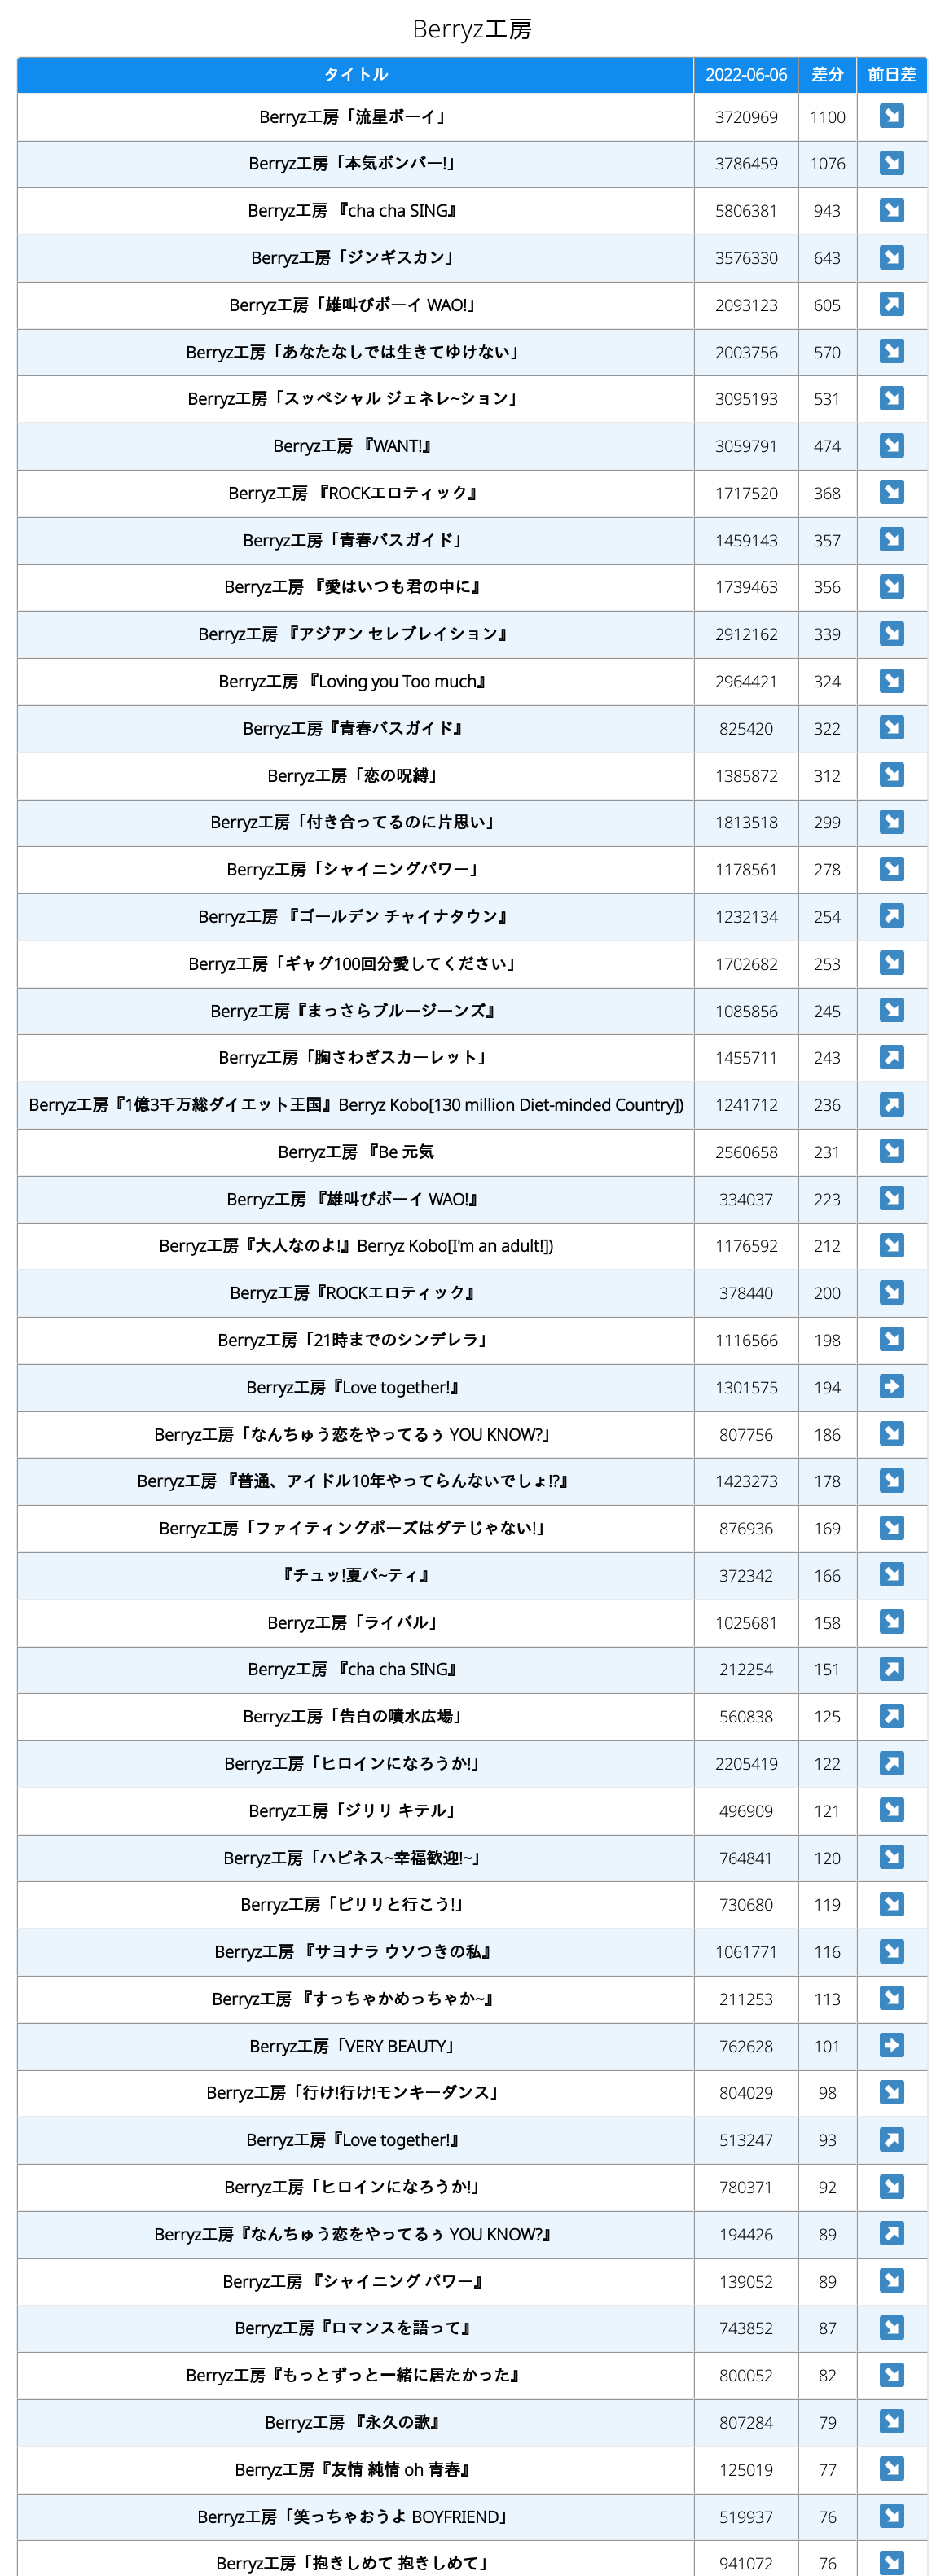 Berryz工房
タイトル 2022-06-06 差分 前日差
Berryz工房「流星ボーイ」 3720969 1100 ↘
Berryz工房「本気ボンバー!」 3786459 1076 ↘
Berryz工房 『cha cha SING』 5806381 943 ↘
Berryz工房「ジンギスカン」 3576330 643 ↘
Berryz工房「雄叫びボーイ WAO!」 2093123 605 ↗
Berryz工房「あなたなしでは生きてゆけない」 2003756 570 ↘
Berryz工房「スッペシャル ジェネレ~ション」 3095193 531 ↘
Berryz工房 『WANT!』 3059791 474 ↘
Berryz工房 『ROCKエロティック』 1717520 368 ↘
Berryz工房「青春バスガイド」 1459143 357 ↘
Berryz工房 『愛はいつも君の中に』 1739463 356 ↘
Berryz工房 『アジアン セレブレイション』 2912162 339 ↘
Berryz工房 『Loving you Too much』 2964421 324 ↘
Berryz工房『青春バスガイド』 825420 322 ↘
Berryz工房「恋の呪縛」 1385872 312 ↘
Berryz工房「付き合ってるのに片思い」 1813518 299 ↘
Berryz工房「シャイニングパワー」 1178561 278 ↘
Berryz工房 『ゴールデン チャイナタウン』 1232134 254 ↗
Berryz工房「ギャグ100回分愛してください」 1702682 253 ↘
Berryz工房『まっさらブルージーンズ』 1085856 245 ↘
Berryz工房「胸さわぎスカーレット」 1455711 243 ↗
Berryz工房『1億3千万総ダイエット王国』Berryz Kobo[130 million Diet-minded Country]) 1241712 236 ↗
Berryz工房 『Be 元気 2560658 231 ↘
Berryz工房 『雄叫びボーイ WAO!』 334037 223 ↘
Berryz工房『大人なのよ!』Berryz Kobo[I'm an adult!]) 1176592 212 ↘
Berryz工房『ROCKエロティック』 378440 200 ↘
Berryz工房「21時までのシンデレラ」 1116566 198 ↘
Berryz工房『Love together!』 1301575 194 ➡
Berryz工房「なんちゅう恋をやってるぅ YOU KNOW?」 807756 186 ↘
Berryz工房 『普通、アイドル10年やってらんないでしょ!?』 1423273 178 ↘
Berryz工房「ファイティングポーズはダテじゃない!」 876936 169 ↘
『チュッ!夏パ~ティ』 372342 166 ↘
Berryz工房「ライバル」 1025681 158 ↘
Berryz工房 『cha cha SING』 212254 151 ↗
Berryz工房「告白の噴水広場」 560838 125 ↗
Berryz工房「ヒロインになろうか!」 2205419 122 ↗
Berryz工房「ジリリ キテル」 496909 121 ↘
Berryz工房「ハピネス~幸福歓迎!~」 764841 120 ↘
Berryz工房「ピリリと行こう!」 730680 119 ↘
Berryz工房 『サヨナラ ウソつきの私』 1061771 116 ↘
Berryz工房 『すっちゃかめっちゃか~』 211253 113 ↘
Berryz工房「VERY BEAUTY」 762628 101 ➡
Berryz工房「行け!行け!モンキーダンス」 804029 98 ↘
Berryz工房『Love together!』 513247 93 ↗
Berryz工房「ヒロインになろうか!」 780371 92 ↘
Berryz工房『なんちゅう恋をやってるぅ YOU KNOW?』 194426 89 ↗
Berryz工房 『シャイニング パワー』 139052 89 ↘
Berryz工房『ロマンスを語って』 743852 87 ↘
Berryz工房『もっとずっと一緒に居たかった』 800052 82 ↘
Berryz工房 『永久の歌』 807284 79 ↘
Berryz工房『友情 純情 oh 青春』 125019 77 ↘
Berryz工房「笑っちゃおうよ BOYFRIEND」 519937 76 ↘
Berryz工房「抱きしめて 抱きしめて」 941072 76 ↘